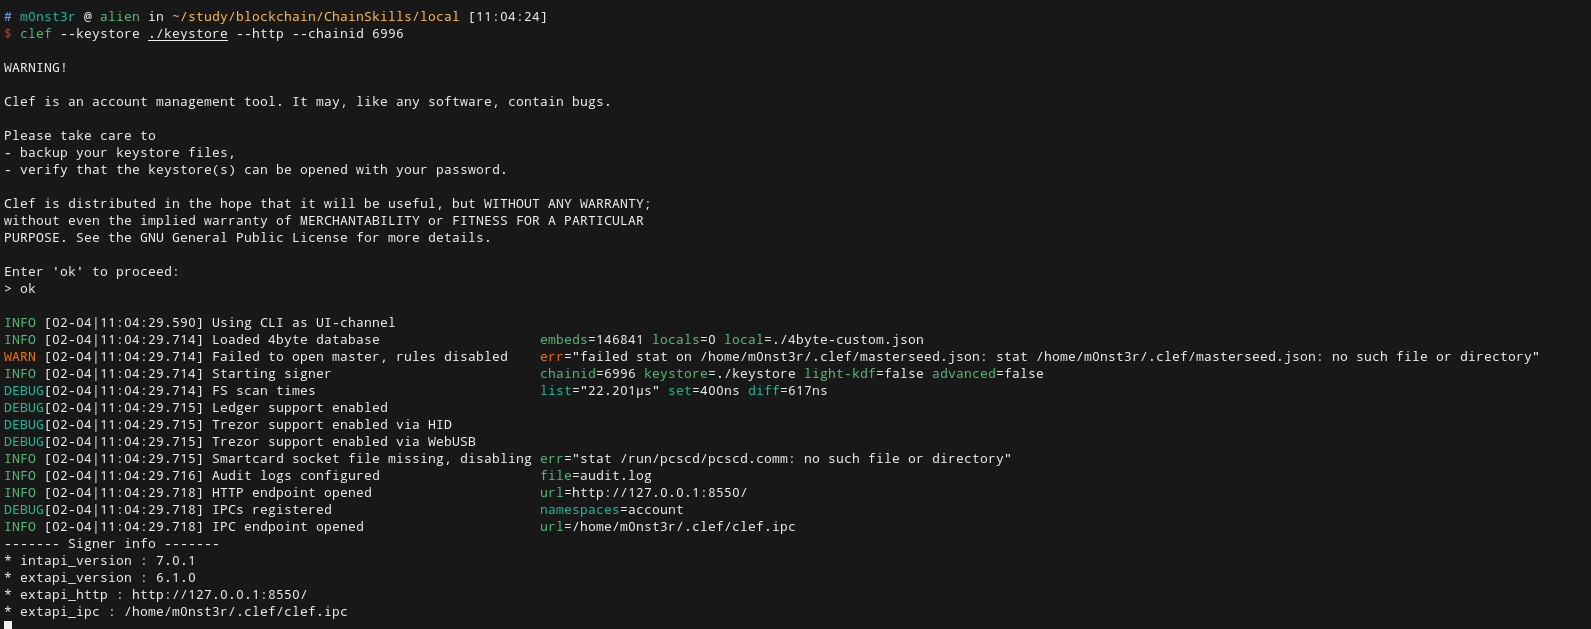 # m0nst3r @ alien in ~/study/blockchain/ChainSkills/local [11:04:24]
$ clef --keystore ./keystore --http --chainid 6996
WARNING!
Clef is an account management tool. It may, like any software, contain bugs.
Please take care to
- backup your keystore files,
- verify that the keystore(s) can be opened with your password.
Clef is distributed in the hope that it will be useful, but WITHOUT ANY WARRANTY;
without even the implied warranty of MERCHANTABILITY or FITNESS FOR A PARTICULAR
PURPOSE. See the GNU General Public License for more details.
Enter 'ok' to proceed:
> ok
INFO [02-04|11:04:29.590] Using CLI as UI-channel
INFO [02-04|11:04:29.714] Loaded 4byte database embeds=146841 locals=0 local=./4byte-custom.json
WARN [02-04|11:04:29.714] Failed to open master, rules disabled err="failed stat on /home/m0nst3r/.clef/masterseed.json: stat /home/m0nst3r/.clef/masterseed.json: no such file or directory"
INFO [02-04|11:04:29.714] Starting signer chainid=6996 keystore=./keystore light-kdf=false advanced=false
DEBUG[02-04|11:04:29.714] FS scan times list="22.201µs" set=400ns diff=617ns
DEBUG[02-04|11:04:29.715] Ledger support enabled
DEBUG[02-04|11:04:29.715] Trezor support enabled via HID
DEBUG[02-04|11:04:29.715] Trezor support enabled via WebUSB
INFO [02-04|11:04:29.715] Smartcard socket file missing, disabling err="stat /run/pcscd/pcscd.comm: no such file or directory"
INFO [02-04|11:04:29.716] Audit logs configured file=audit.log
INFO [02-04|11:04:29.718] HTTP endpoint opened url=http://127.0.0.1:8550/
DEBUG[02-04|11:04:29.718] IPCs registered namespaces=account
INFO [02-04|11:04:29.718] IPC endpoint opened url=/home/m0nst3r/.clef/clef.ipc
------- Signer info -------
* intapi_version : 7.0.1
* extapi_version : 6.1.0
* extapi_http : http://127.0.0.1:8550/
* extapi_ipc : /home/m0nst3r/.clef/clef.ipc